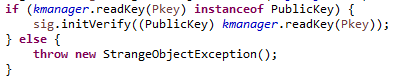 if (kmanager.readKey(Pkey) instanceof PublicKey) {
sig.initVerify((PublicKey) kmanager.readKey(Pkey));
} else {
throw new StrangeObjectException();
}